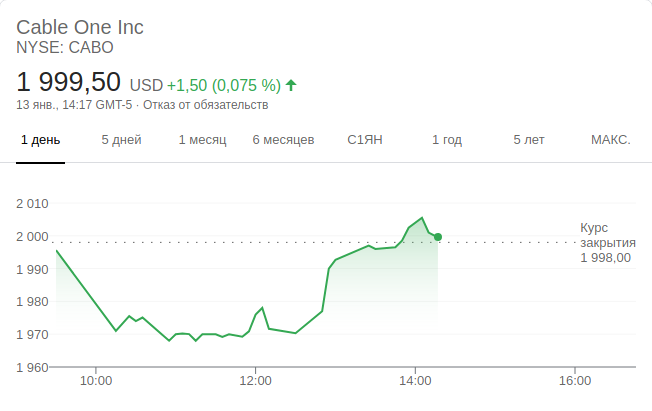 Cable One Inc
NYSE: CABO
1 999,50 USD +1,50 (0,075 %)
13 янв., 14:17 GMT-5 · Отказ от обязательств
1 день 5 дней 1 месяц 6 месяцев С1ЯН 1 год 5 лет МАКС.
2 010
2 000
1 990
1 980
1 970
1 960
Курс
закрытия
1 998,00
10:00 12:00 14:00 16:00